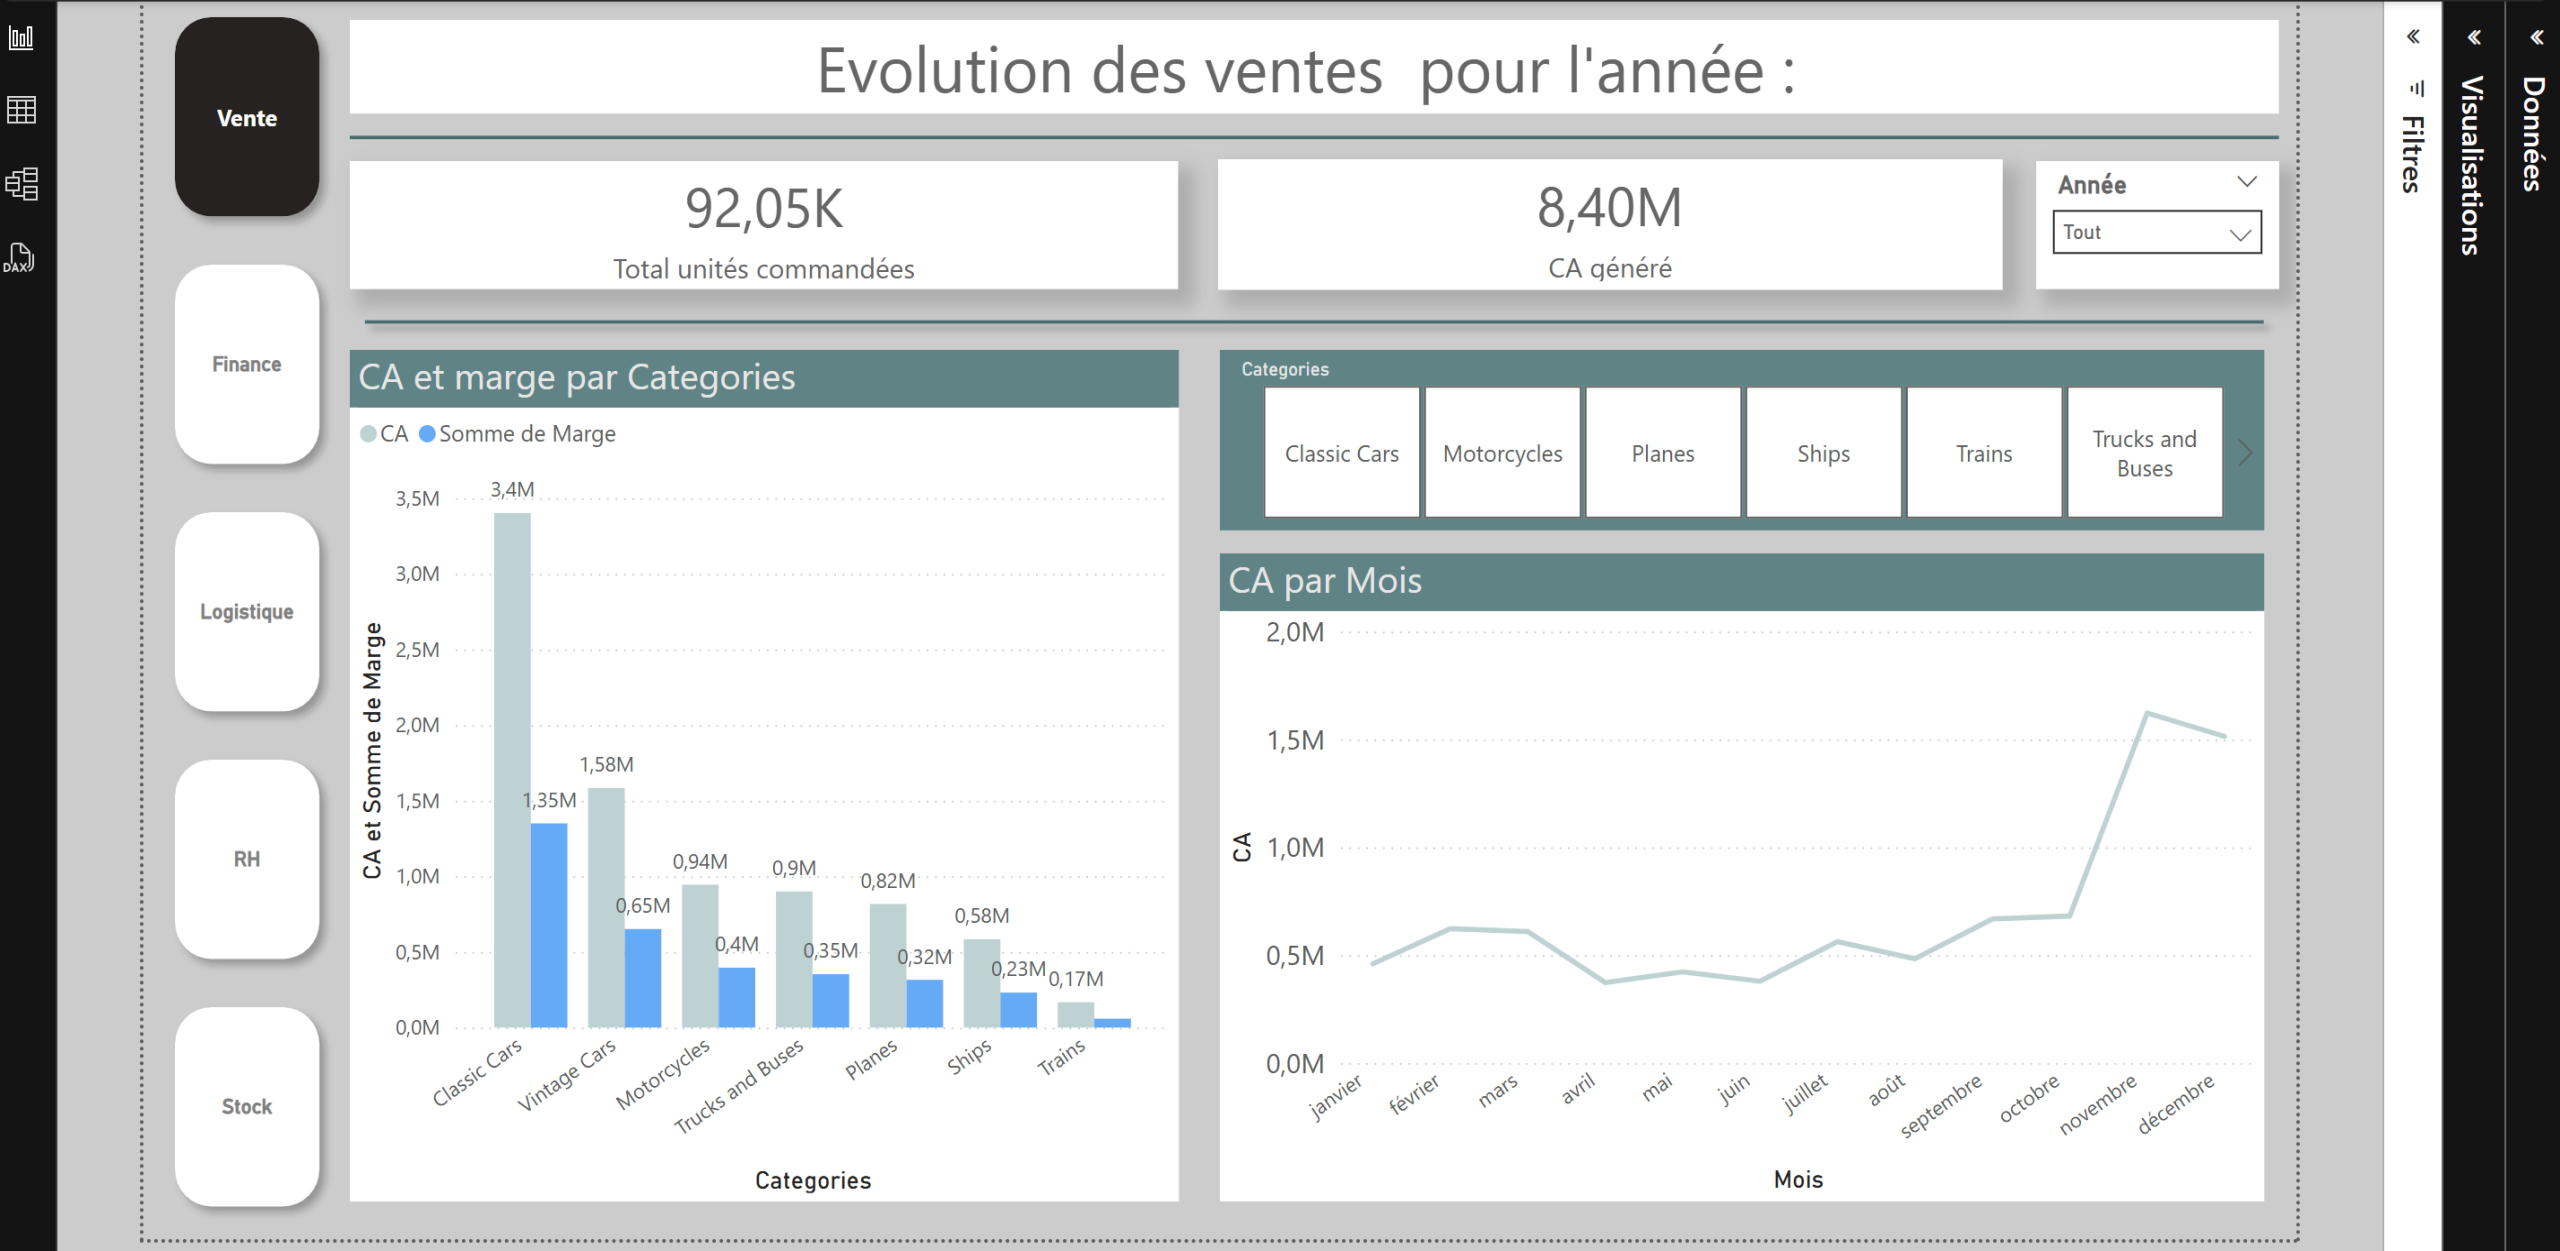 Vente
Finance
Logistique
RH
Stock
DAX
Evolution des ventes  pour l'année :
92,05K
Total unités commandées
8,40M
CA généré
Année
Tout
CA et marge par Categories
CA
Somme de Marge
CA et Somme de Marge
3,5M
3,0M
2,5M
2,0M
1,5M
1,0M
0,5M
0,0M
3,4M
1,35M
1,58M
0,65M
0,94M
0,4M
0,9M
0,35M
0,82M
0,32M
0,58M
0,23M
0,17M
Classic Cars
Vintage Cars
Motorcycles
Trucks and Buses
Planes
Ships
Trains
Categories
Categories
Classic Cars
Motorcycles
Planes
Ships
Trains
Trucks and
Buses
CA par Mois
CA
2,0M
1,5M
1,0M
0,5M
0,0M
janvier
février
mars
avril
mai
juin
juillet
août
septembre
octobre
novembre
décembre
Mois
Filtres
Visualisations
Données